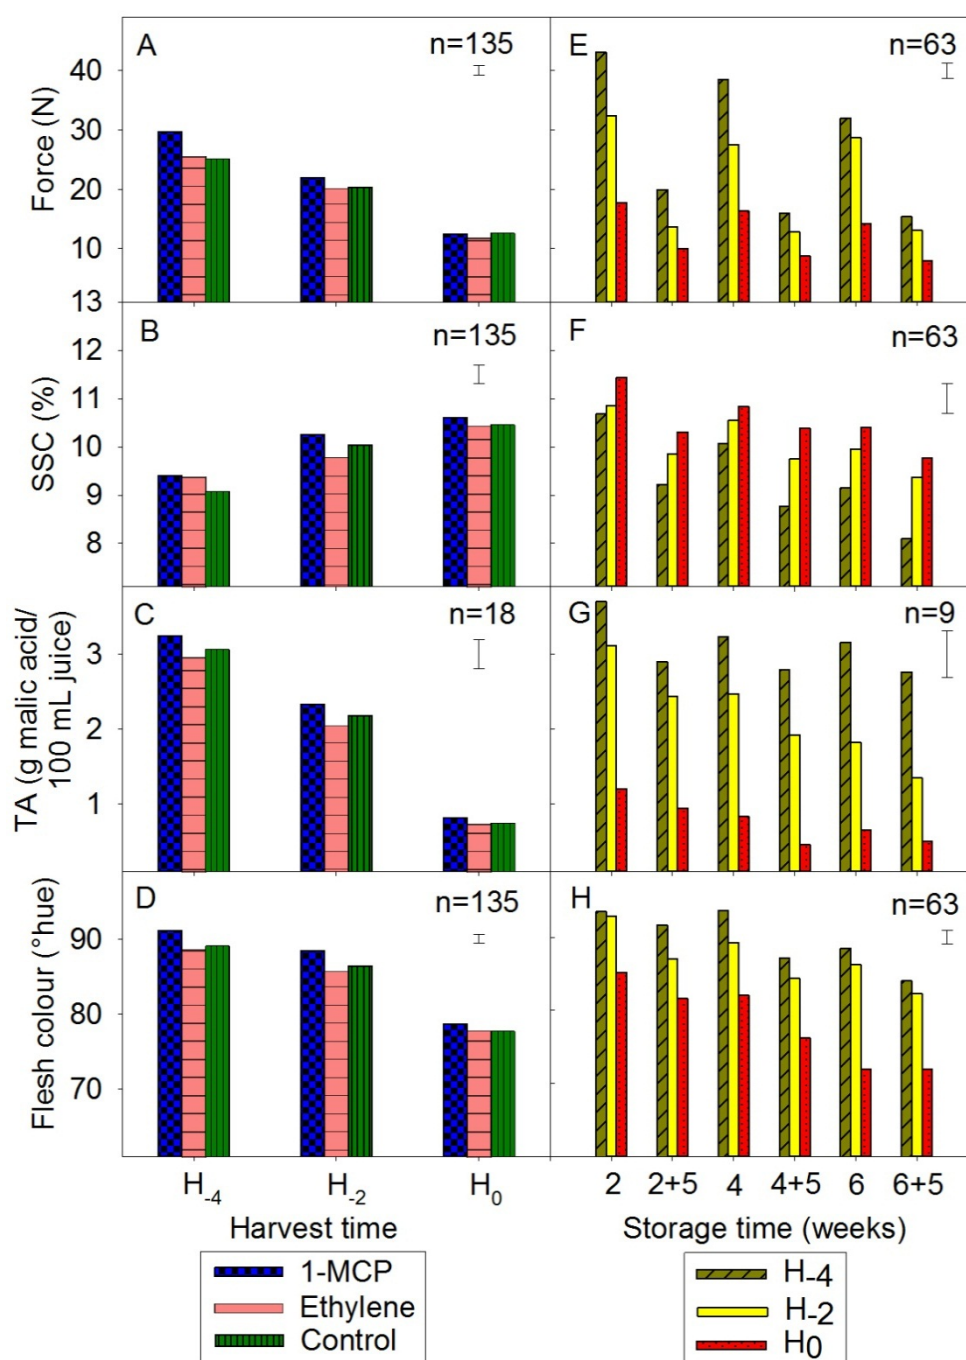 A
n=135
E
n=63
Force (N)
40
30
20
10
13
B
n=135
F
n=63
SSC (%)
12
11
10
9
8
C
n=18
G
n=9
TA (g malic acid/
100 mL juice)
3
2
1
D
n=135
H
n=63
Flesh colour (°hue)
90
80
70
H-4 H-2 H0
2 2+5 4 4+5 6 6+5
Harvest time
Storage time (weeks)
1-MCP
Ethylene
Control
H-4
H-2
H0